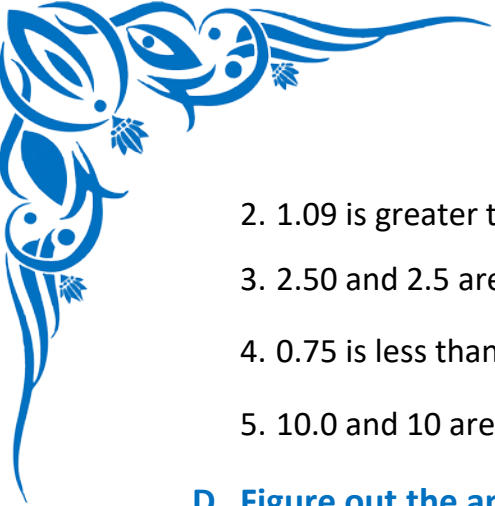 2. 1.09 is greater
3. 2.50 and 2.5 are
4. 0.75 is less than
5. 10.0 and 10 are
D. Figure out the